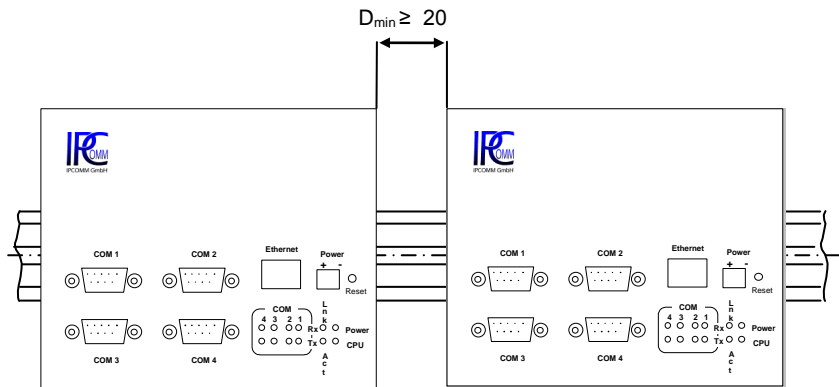 Dmin ≥ 20
IPCOMM
IPCOMM GmbH
COM 1
COM 2
Ethernet
Power
+ -
Reset
COM
4 3 2 1
Rx
Tx
Lnk
Act
Power
CPU
COM 3
COM 4
IPCOMM
IPCOMM GmbH
COM 1
COM 2
Ethernet
Power
+ -
Reset
COM
4 3 2 1
Rx
Tx
Lnk
Act
Power
CPU
COM 3
COM 4